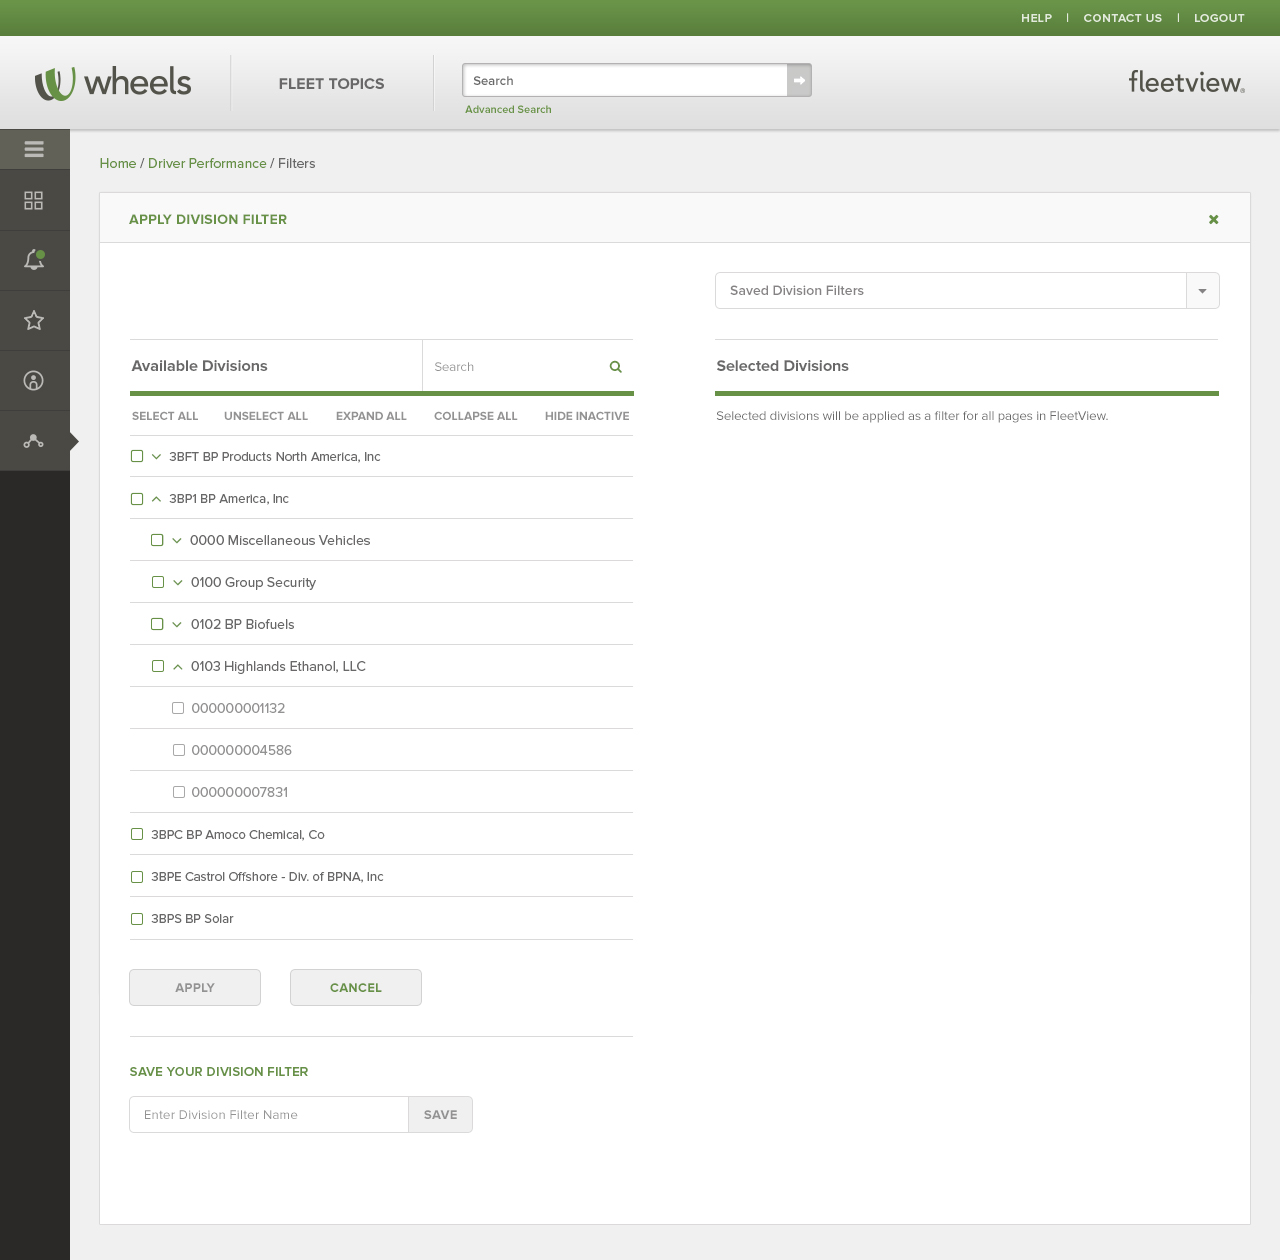 HELP | CONTACT US | LOGOUT
wheels
FLEET TOPICS
Search
Advanced Search
fleetview®
Home / Driver Performance / Filters
APPLY DIVISION FILTER
Saved Division Filters
Available Divisions
Search
Selected Divisions
SELECT ALL UNSELECT ALL EXPAND ALL COLLAPSE ALL HIDE INACTIVE
Selected divisions will be applied as a filter for all pages in FleetView.
3BFT BP Products North America, Inc
3BP1 BP America, Inc
0000 Miscellaneous Vehicles
0100 Group Security
0102 BP Biofuels
0103 Highlands Ethanol, LLC
000000001132
000000004586
000000007831
3BPC BP Amoco Chemical, Co
3BPE Castrol Offshore - Div. of BPNA, Inc
3BPS BP Solar
APPLY CANCEL
SAVE YOUR DIVISION FILTER
Enter Division Filter Name SAVE